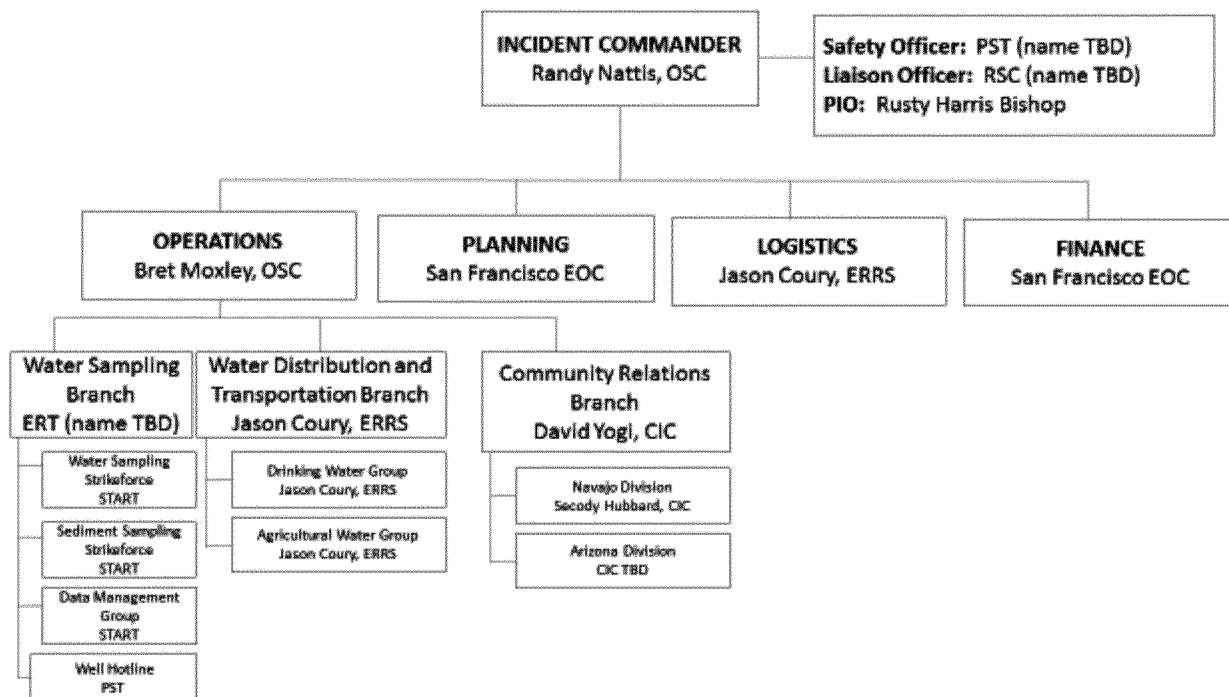 INCIDENT COMMANDER
Randy Nattis, OSC
Safety Officer: PST (name TBD)
Liaison Officer: RSC (name TBD)
PIO: Rusty Harris Bishop
OPERATIONS
Bret Moxley, OSC
PLANNING
San Francisco EOC
LOGISTICS
Jason Coury, ERRS
FINANCE
San Francisco EOC
Water Sampling
Branch
ERT (name TBD)
Water Distribution and
Transportation Branch
Jason Coury, ERRS
Community Relations
Branch
David Yogi, CIC
Water Sampling
Strikeforce
START
Sediment Sampling
Strikeforce
START
Data Management
Group
START
Well Hotline
PST
Drinking Water Group
Jason Coury, ERRS
Agricultural Water Group
Jason Coury, ERRS
Navajo Division
Secody Hubbard, CIC
Arizona Division
CIC TBD